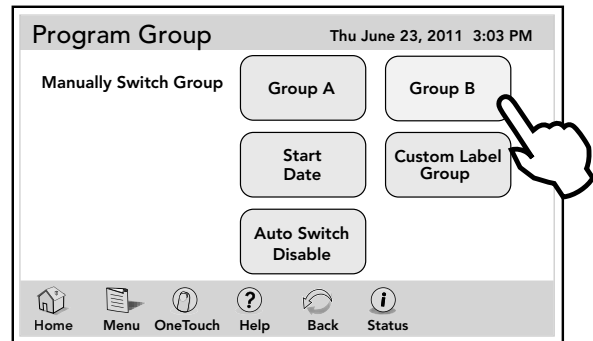 Program Group Thu June 23, 2011 3:03 PM
Manually Switch Group
Group A
Group B
Start
Date
Custom Label
Group
Auto Switch
Disable
?
i
Home Menu OneTouch Help Back Status